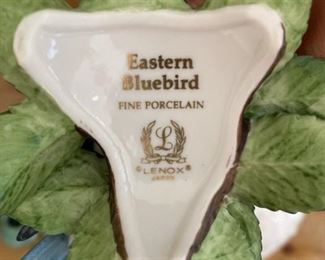 Eastern
Bluebird
FINE PORCELAIN
L
© LENOX ®
JAPAN